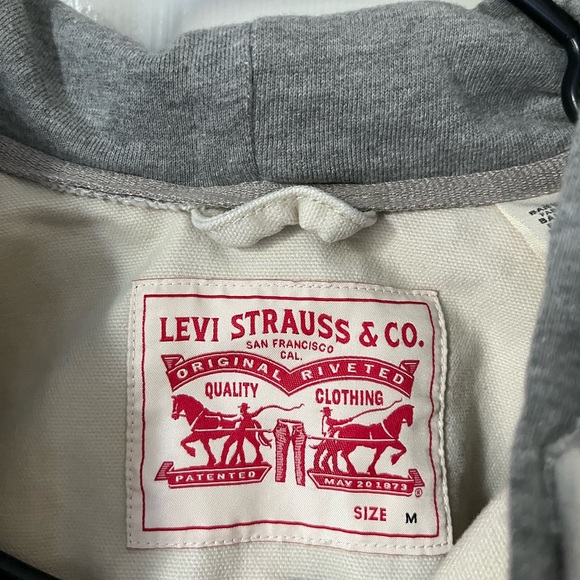 LEVI STRAUSS & CO.
SAN FRANCISCO
CAL.
ORIGINAL RIVETED
QUALITY CLOTHING
PATENTED MAY 20 1873 ®
SIZE M